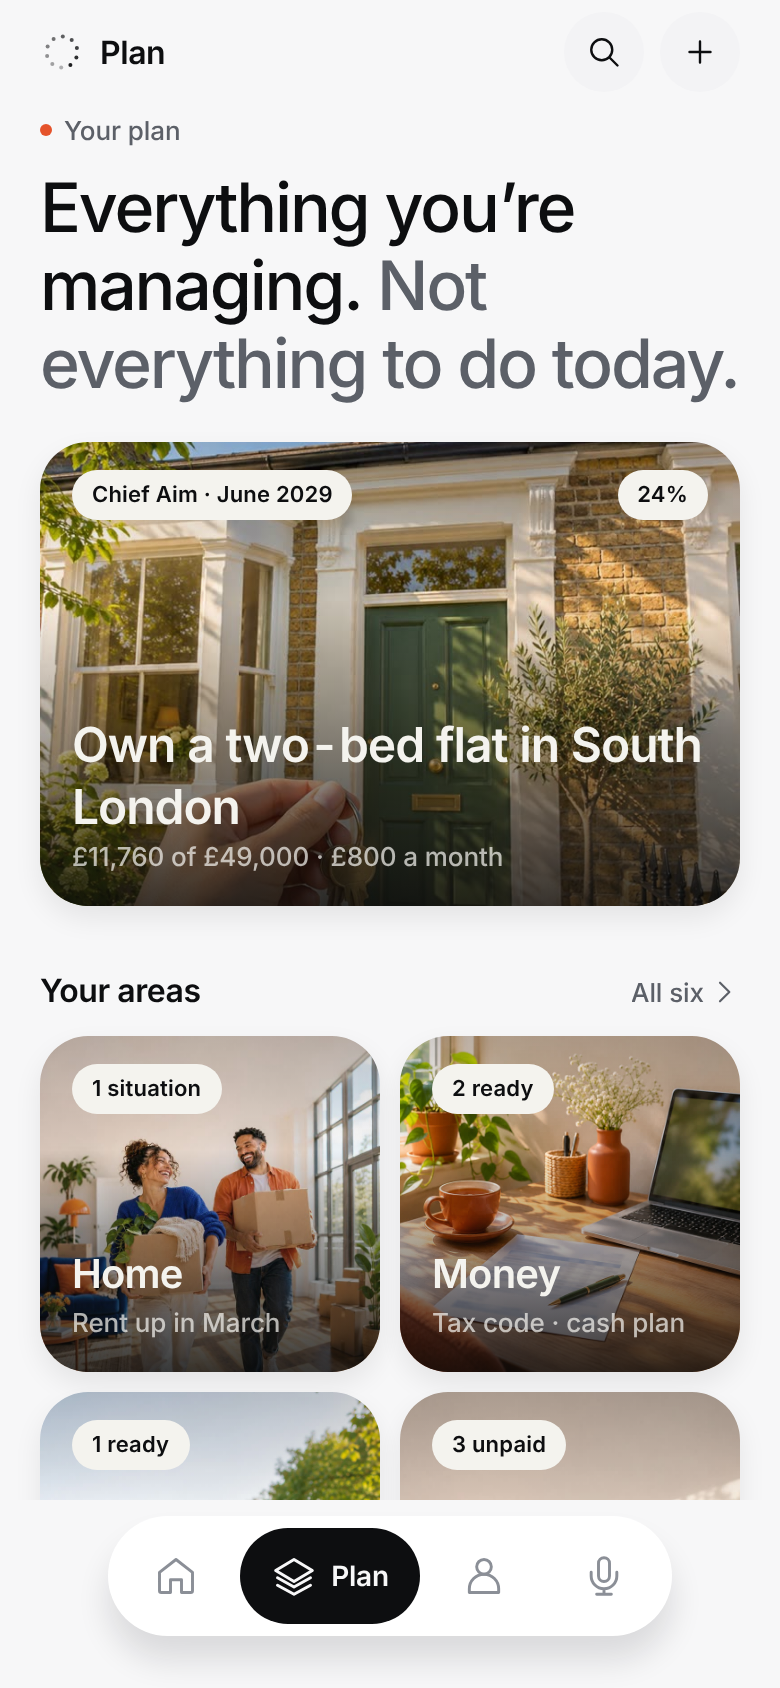 Plan
Your plan
Everything you’re
managing. Not
everything to do today.
Chief Aim · June 2029
24%
Own a two-bed flat in South
London
£11,760 of £49,000 · £800 a month
Your areas
All six
1 situation
2 ready
Home
Rent up in March
Money
Tax code · cash plan
1 ready
3 unpaid
Plan